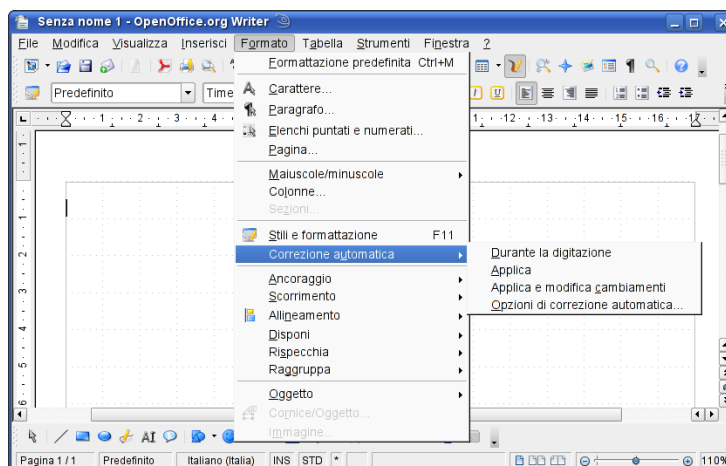 Senza nome 1 - OpenOffice.org Writer
File Modifica Visualizza Inserisci Formato Tabella Strumenti Finestra ?
Formattazione predefinita Ctrl+M
Predefinito
Time
Carattere...
Paragrafo...
Elenchi puntati e numerati...
Pagina...
Maiuscole/minuscole
Colonne...
Sezioni...
Stili e formattazione F11
Correzione automatica
Durante la digitazione
Applica
Applica e modifica cambiamenti
Opzioni di correzione automatica...
Ancoraggio
Scorrimento
Allineamento
Disponi
Rispecchia
Raggruppa
Oggetto
Cornice/Oggetto...
Immagine...
Pagina 1 / 1 Predefinito Italiano (Italia) INS STD * 110%